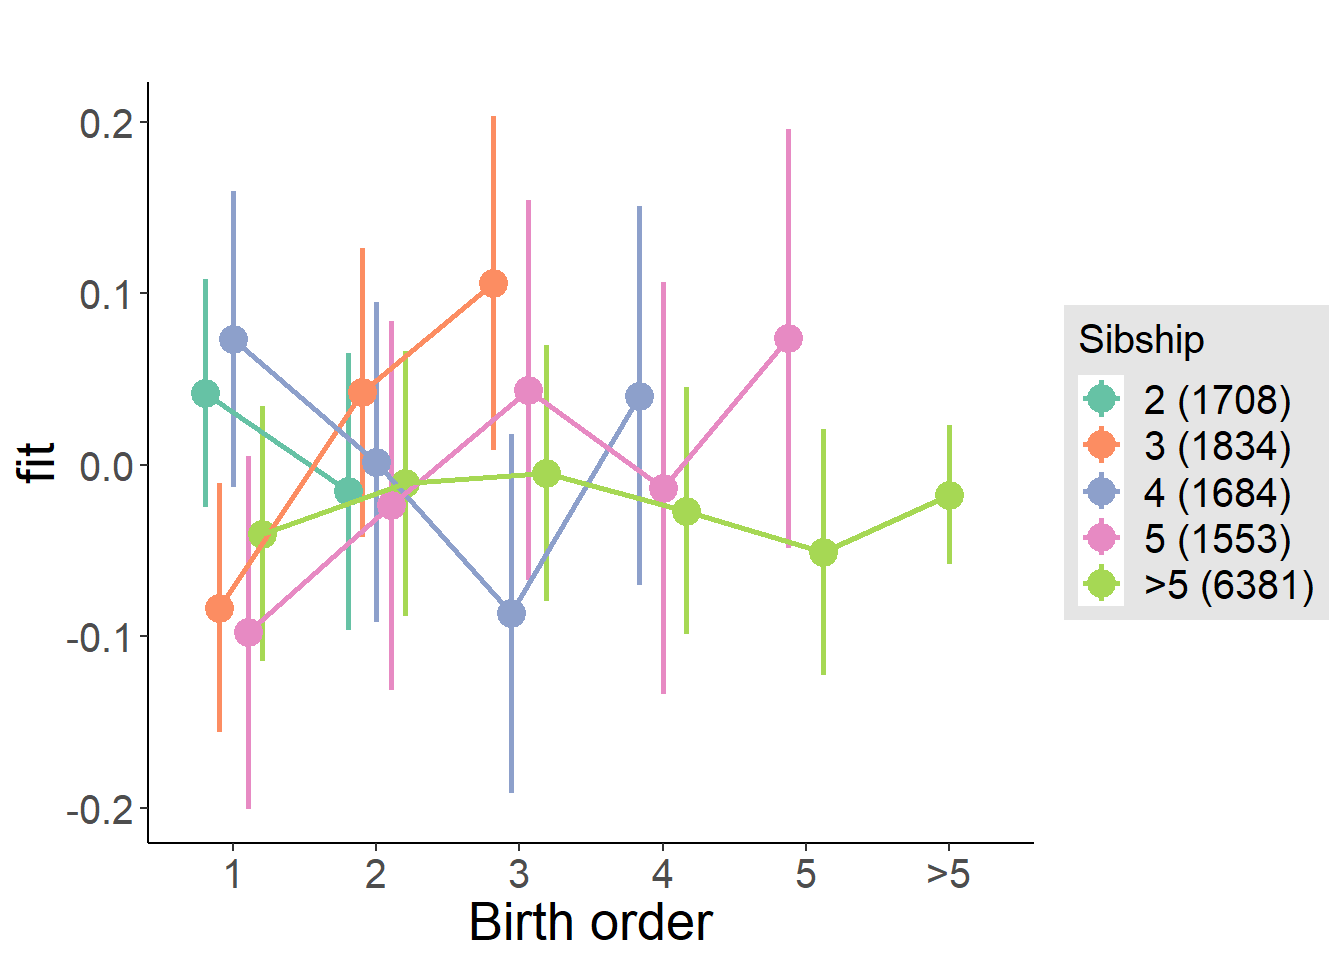 0.2
0.1
0.0
-0.1
-0.2
fit
1 2 3 4 5 >5
Birth order
Sibship
2 (1708)
3 (1834)
4 (1684)
5 (1553)
>5 (6381)